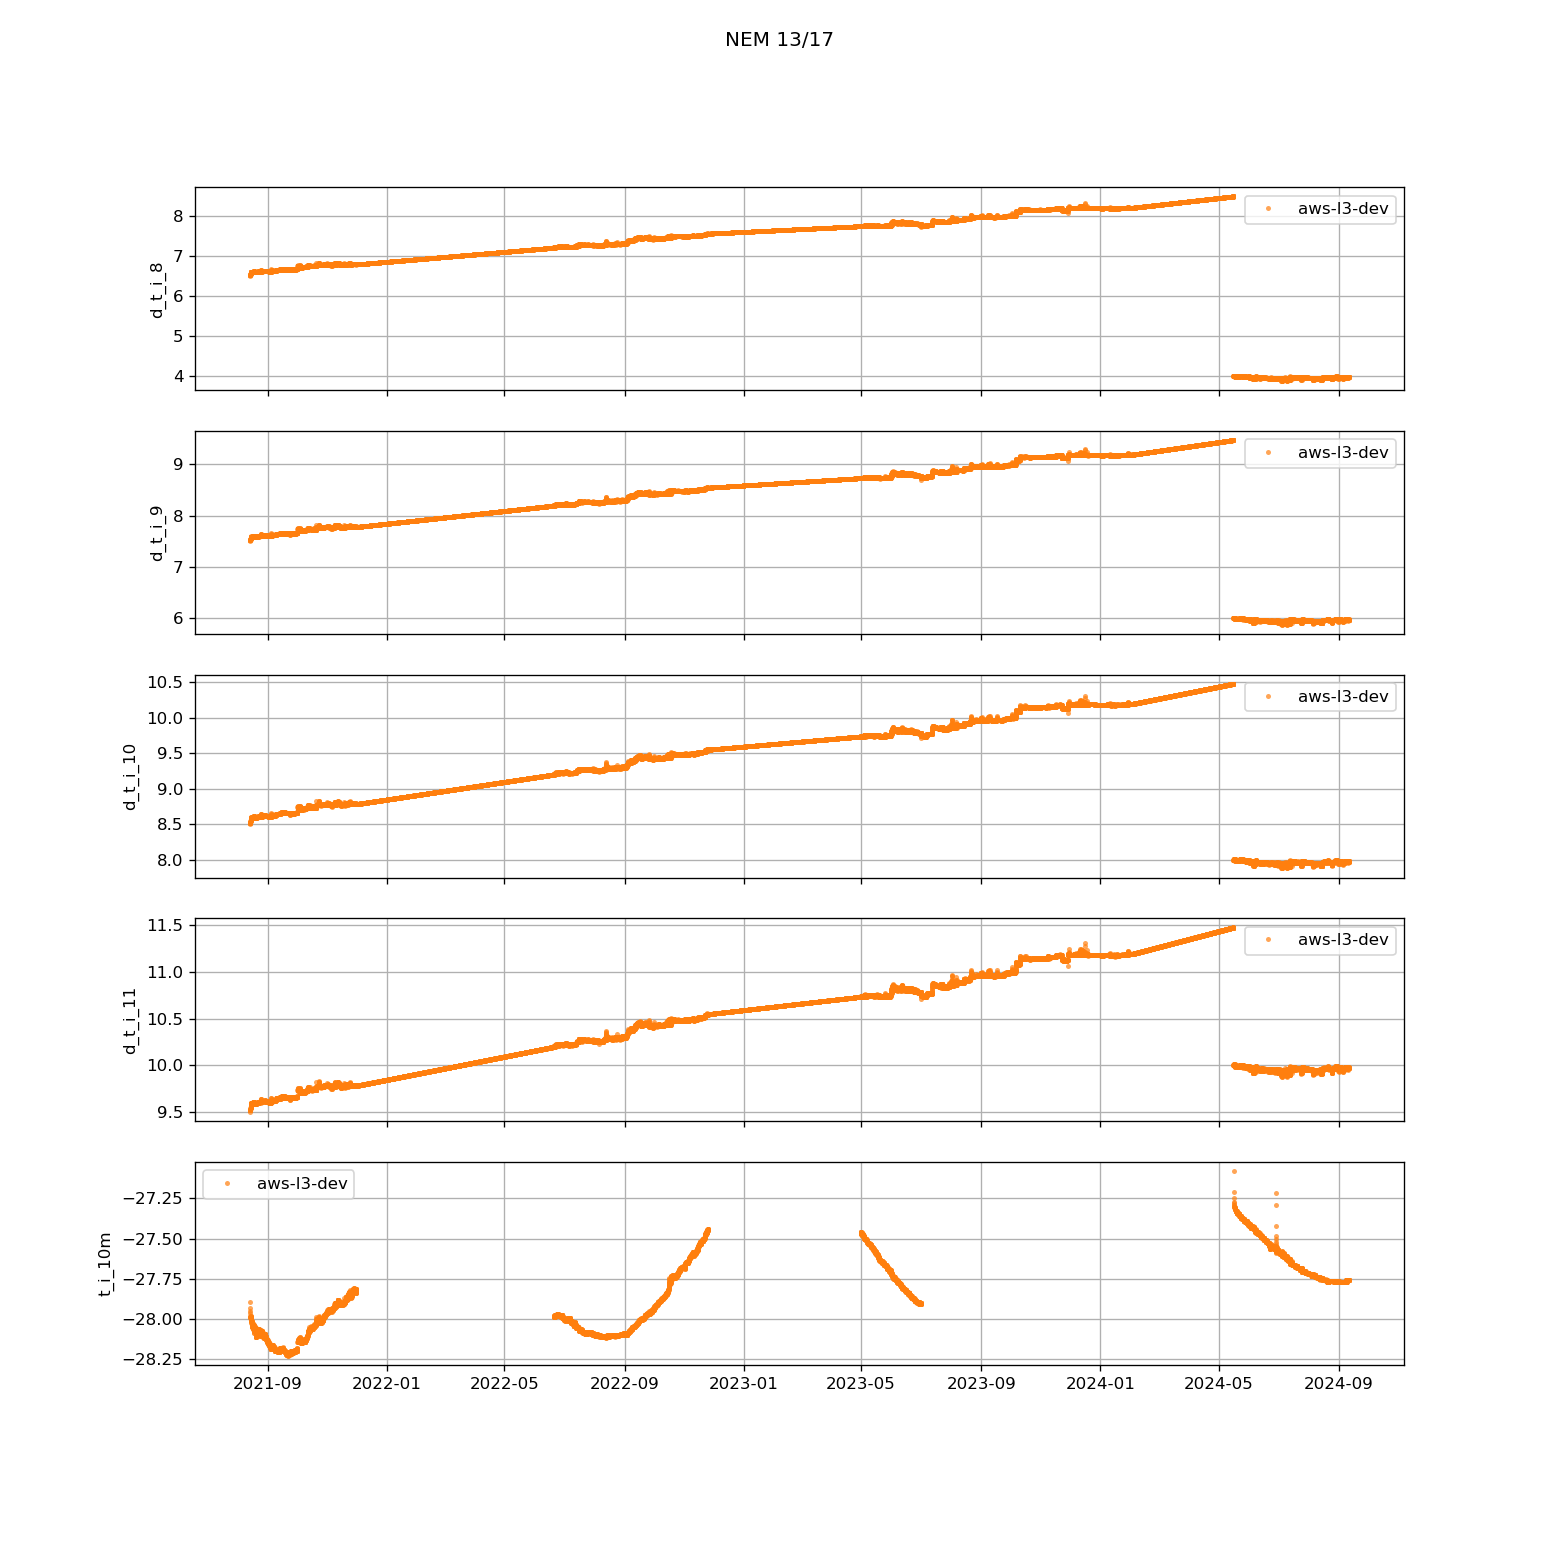 NEM 13/17
8
7
6
5
4
d_t_i_8
aws-l3-dev
9
8
7
6
d_t_i_9
aws-l3-dev
10.5
10.0
9.5
9.0
8.5
8.0
d_t_i_10
aws-l3-dev
11.5
11.0
10.5
10.0
9.5
d_t_i_11
aws-l3-dev
−27.25
−27.50
−27.75
−28.00
−28.25
t_i_10m
aws-l3-dev
2021-09 2022-01 2022-05 2022-09 2023-01 2023-05 2023-09 2024-01 2024-05 2024-09